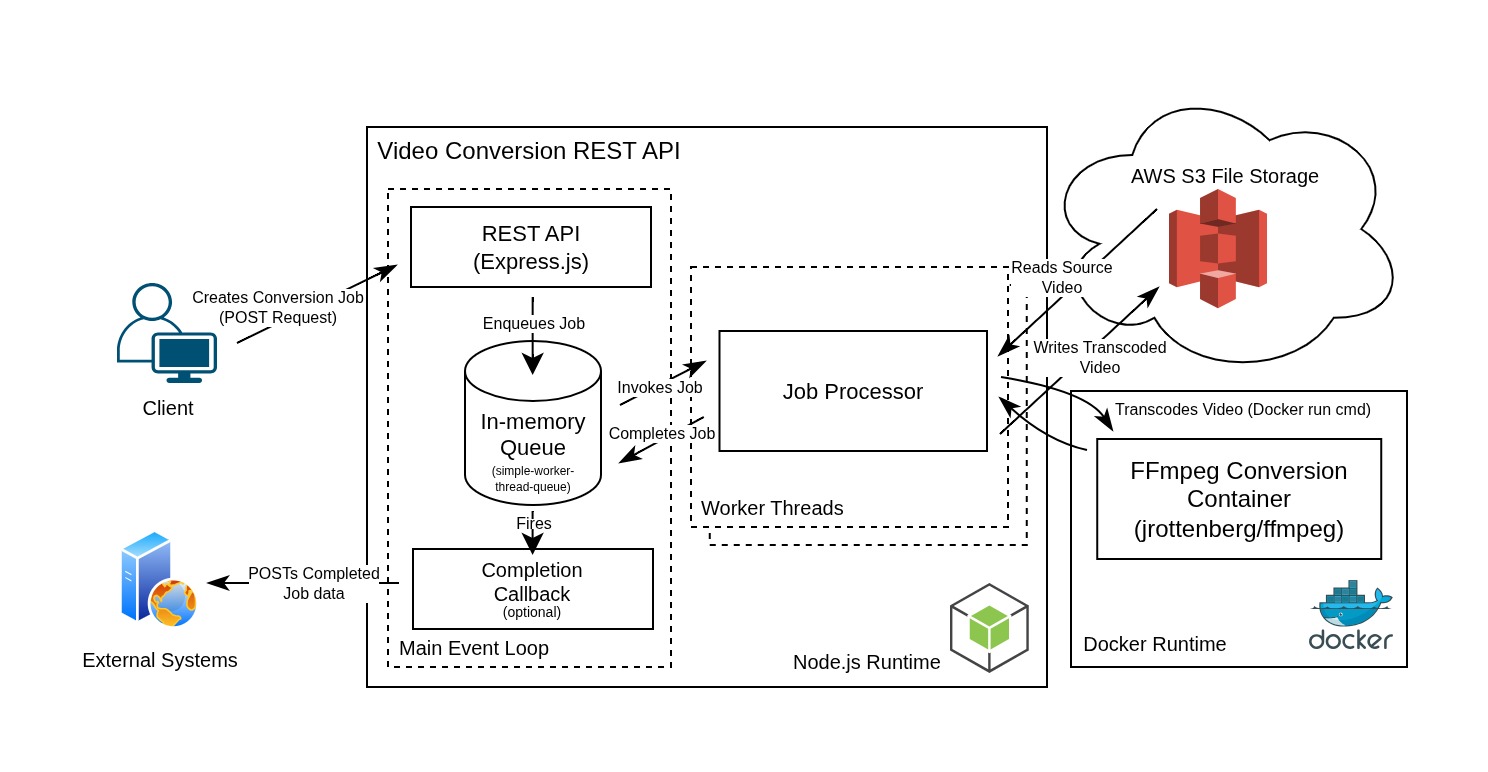 Video Conversion REST API
REST API
(Express.js)
Creates Conversion Job
(POST Request)
Client
Enqueues Job
In-memory
Queue
(simple-worker-
thread-queue)
Invokes Job
Completes Job
Fires
Completion
Callback
(optional)
Main Event Loop
POSTs Completed
Job data
External Systems
Job Processor
Worker Threads
Node.js Runtime
AWS S3 File Storage
Reads Source
Video
Writes Transcoded
Video
Transcodes Video (Docker run cmd)
FFmpeg Conversion
Container
(jrottenberg/ffmpeg)
Docker Runtime
docker